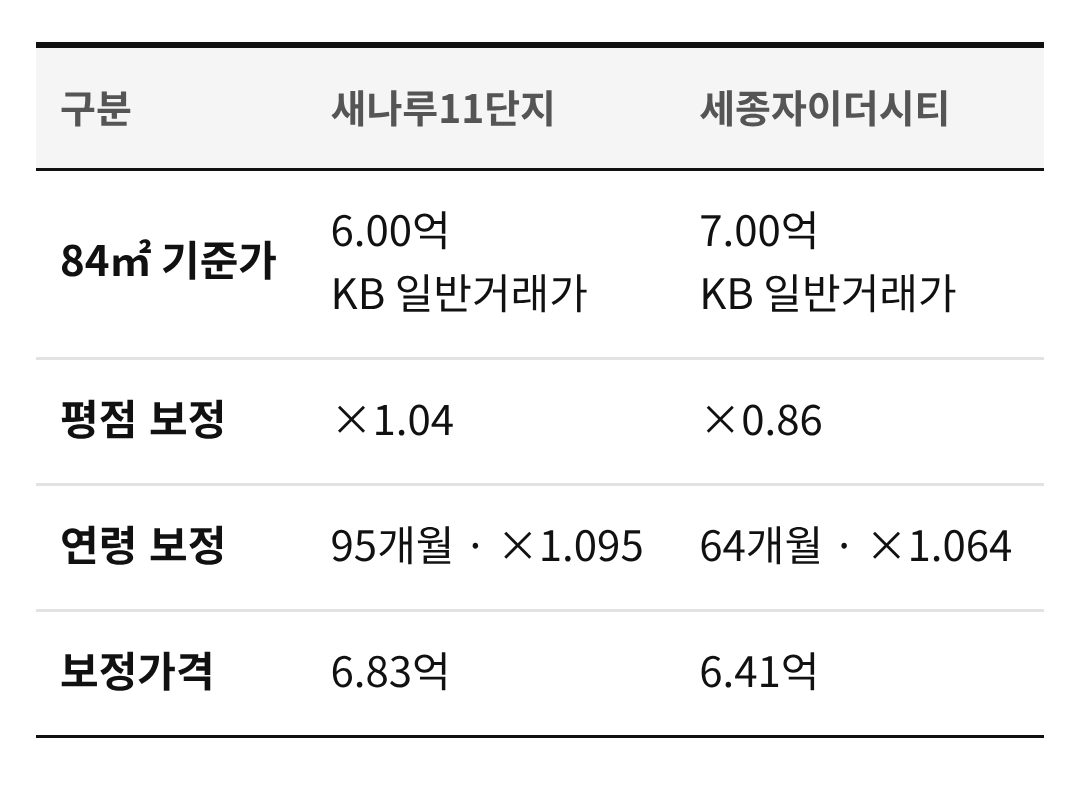 구분 새나루11단지 세종자이더시티
84㎡ 기준가 6.00억 7.00억
KB 일반거래가 KB 일반거래가
평점 보정 ×1.04 ×0.86
연령 보정 95개월 · ×1.095 64개월 · ×1.064
보정가격 6.83억 6.41억